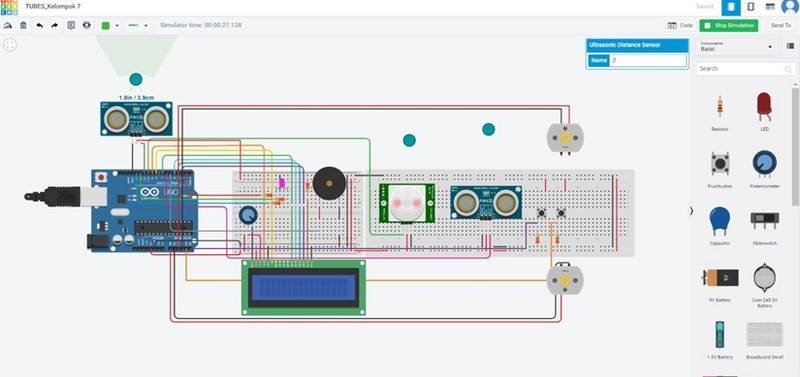 TUBES_Kelompok 7
Saved
Simulator time: 00:00:27.138
Code
Stop Simulation
Send To
Ultrasonic Distance Sensor
Name 2
Components
Basic
Search
1.1in / 2.9cm
UNO
Resistor
LED
Pushbutton
Potentiometer
Capacitor
Slideswitch
9V Battery
Coin Cell 3V
Battery
1.5V Battery
Breadboard Small